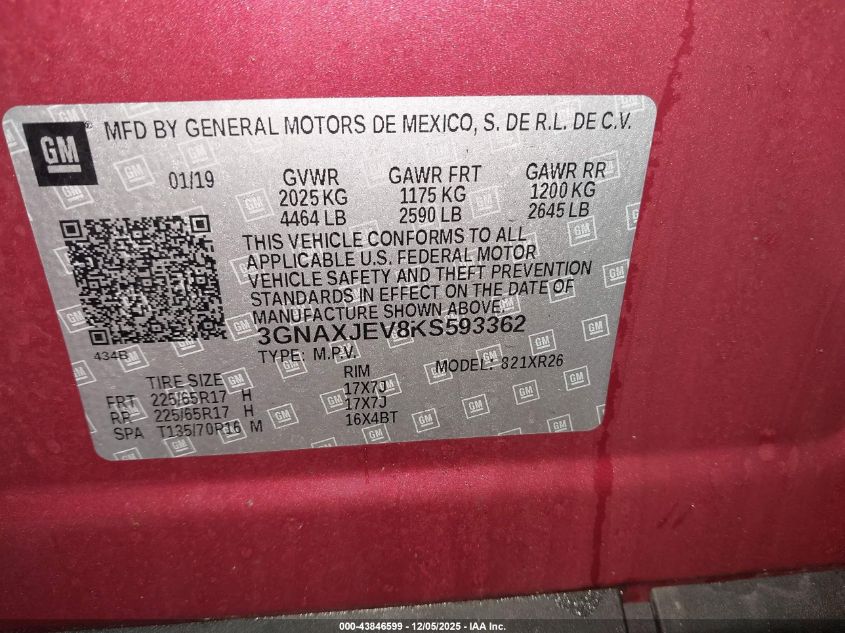 GM
MFD BY GENERAL MOTORS DE MEXICO, S. DE R.L. DE C.V.
01/19 GVWR GAWR FRT GAWR RR
2025 KG 1175 KG 1200 KG
4464 LB 2590 LB 2645 LB
THIS VEHICLE CONFORMS TO ALL
APPLICABLE U.S. FEDERAL MOTOR
VEHICLE SAFETY AND THEFT PREVENTION
STANDARDS IN EFFECT ON THE DATE OF
MANUFACTURE SHOWN ABOVE.
3GNAXJEV8KS593362
434B TYPE: M.P.V. MODEL: 821XR26
TIRE SIZE RIM
FRT 225/65R17 H 17X7J
RR 225/65R17 H 17X7J
SPA T135/70R16 M 16X4BT
000-43846599 - 12/05/2025 - IAA Inc.